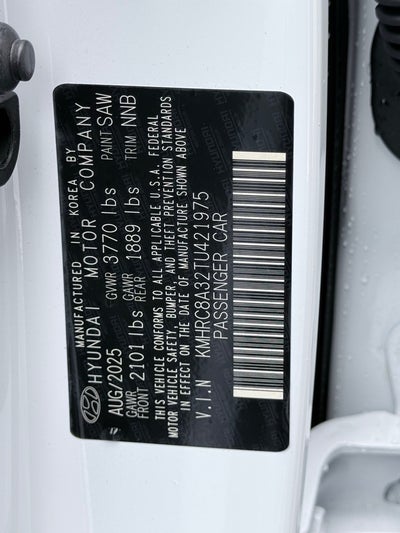 MANUFACTURED IN KOREA BY
HYUNDAI MOTOR COMPANY
AUG/2025 GVWR 3770 lbs PAINT SAW
GAWR FRONT 2101 lbs GAWR REAR 1889 lbs TRIM NNB
THIS VEHICLE CONFORMS TO ALL APPLICABLE U.S.A. FEDERAL
MOTOR VEHICLE SAFETY, BUMPER, AND THEFT PREVENTION STANDARDS
IN EFFECT ON THE DATE OF MANUFACTURE SHOWN ABOVE
V.I.N KMHRC8A32TU421975
PASSENGER CAR